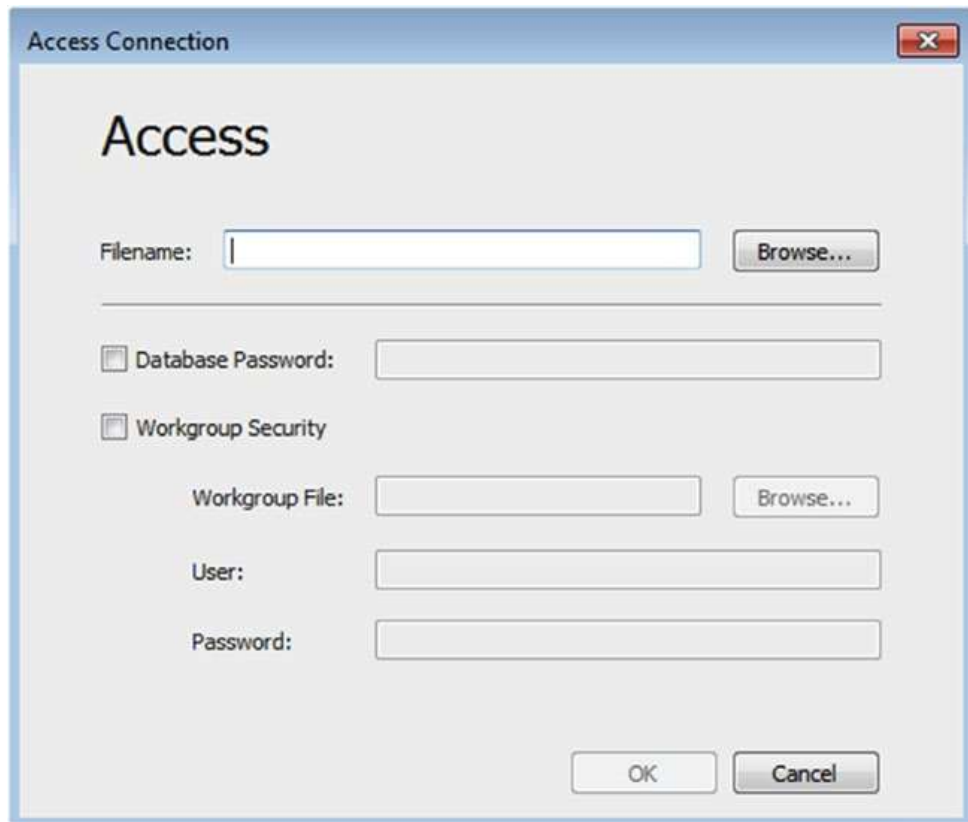 Access Connection
Access
Filename: Browse...
Database Password:
Workgroup Security
Workgroup File: Browse...
User:
Password:
OK Cancel